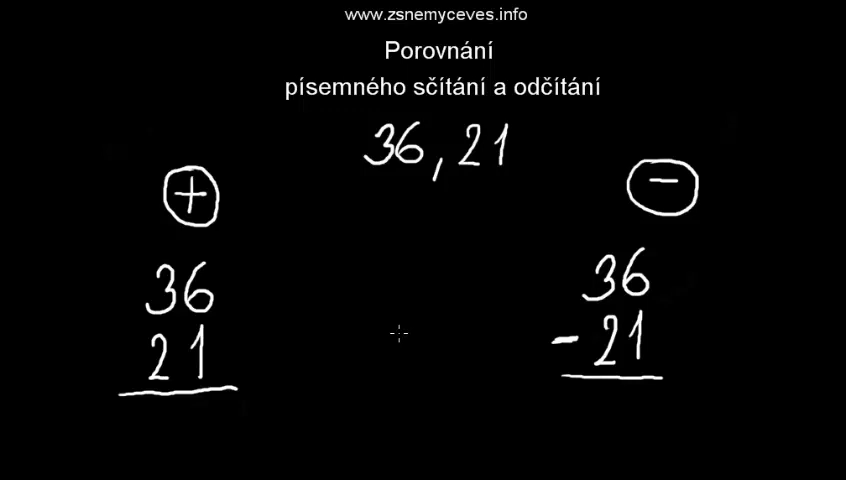 www.zsnemyceves.info
Porovnání
písemného sčítání a odčítání
36, 21
+
-
36
21
36
- 21